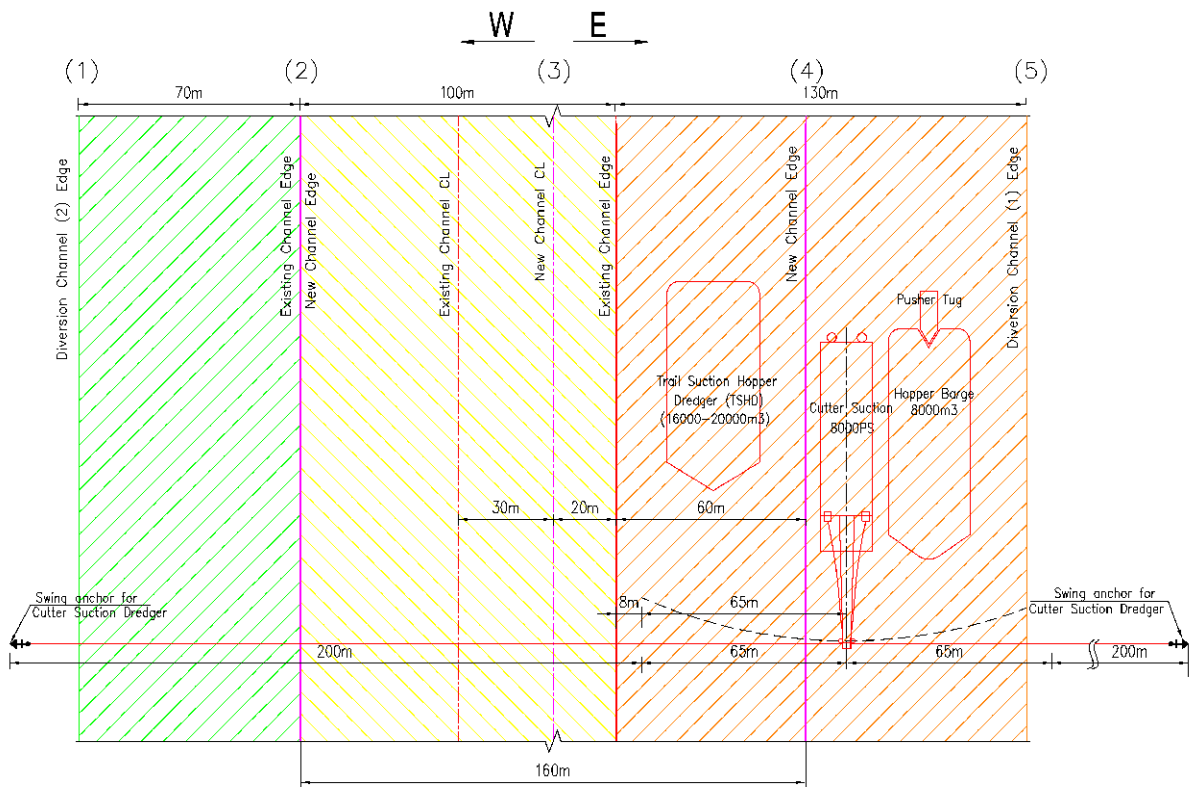 W E
(1) (2) (3) (4) (5)
70m 100m 130m
Diversion Channel (2) Edge
Existing Channel Edge
New Channel Edge
Existing Channel CL
New Channel CL
Existing Channel Edge
New Channel Edge
Diversion Channel (1) Edge
Pusher Tug
Trail Suction Hopper
Dredger (TSHD)
(16000-20000m3)
Cutter Suction
8000PS
Hopper Barge
8000m3
30m 20m 60m
Swing anchor for
Cutter Suction Dredger
8m 65m
Swing anchor for
Cutter Suction Dredger
200m 65m 65m 200m
160m